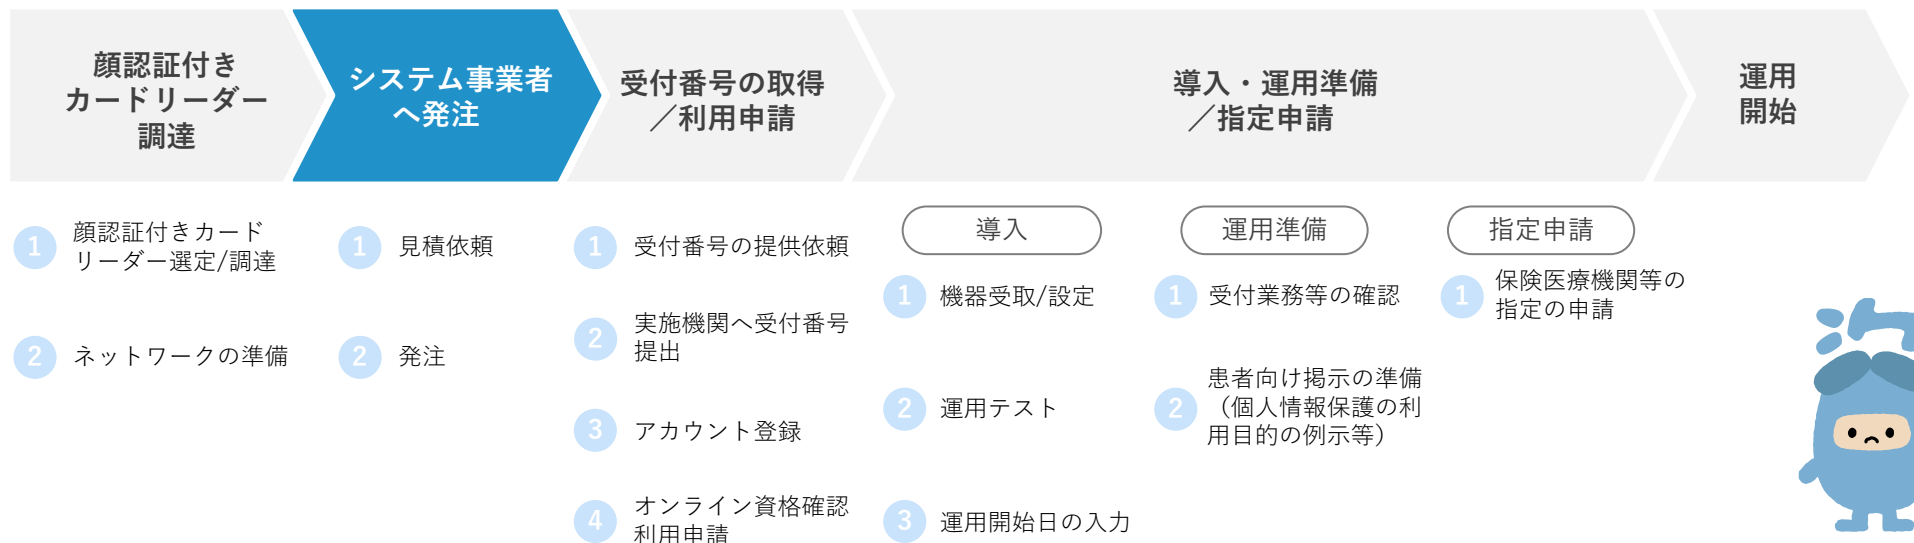 顔認証付き
カードリーダー
調達
システム事業者
へ発注
受付番号の取得
／利用申請
導入・運用準備
／指定申請
運用
開始
1 顔認証付きカード
リーダー選定/調達
2 ネットワークの準備
1 見積依頼
2 発注
1 受付番号の提供依頼
2 実施機関へ受付番号
提出
3 アカウント登録
4 オンライン資格確認
利用申請
導入
1 機器受取/設定
2 運用テスト
3 運用開始日の入力
運用準備
1 受付業務等の確認
2 患者向け掲示の準備
（個人情報保護の利
用目的の例示等）
指定申請
1 保険医療機関等の
指定の申請